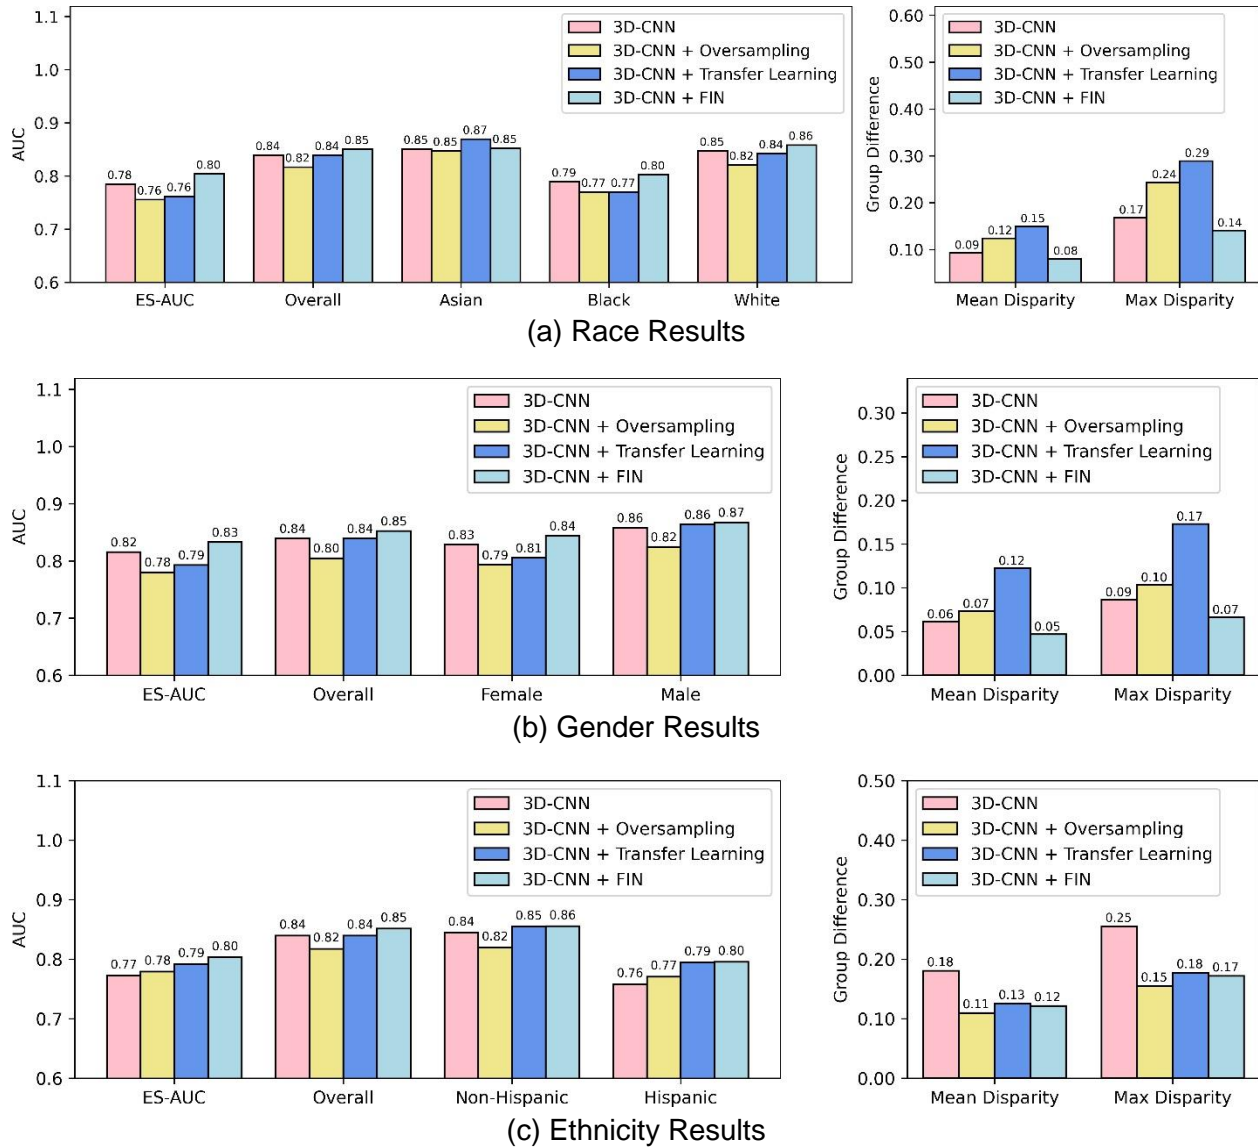 1.1
1.0
0.9
0.8
0.7
0.6
AUC
3D-CNN
3D-CNN + Oversampling
3D-CNN + Transfer Learning
3D-CNN + FIN
0.78 0.76 0.76 0.80
0.84 0.82 0.84 0.85
0.85 0.85 0.87 0.85
0.79 0.77 0.77 0.80
0.85 0.82 0.84 0.86
ES-AUC Overall Asian Black White
0.60
0.50
0.40
0.30
0.20
0.10
Group Difference
3D-CNN
3D-CNN + Oversampling
3D-CNN + Transfer Learning
3D-CNN + FIN
0.09 0.12 0.15 0.08
0.17 0.24 0.29 0.14
Mean Disparity Max Disparity
(a) Race Results
1.1
1.0
0.9
0.8
0.7
0.6
AUC
3D-CNN
3D-CNN + Oversampling
3D-CNN + Transfer Learning
3D-CNN + FIN
0.82 0.78 0.79 0.83
0.84 0.80 0.84 0.85
0.83 0.79 0.81 0.84
0.86 0.82 0.86 0.87
ES-AUC Overall Female Male
0.30
0.25
0.20
0.15
0.10
0.05
0.00
Group Difference
3D-CNN
3D-CNN + Oversampling
3D-CNN + Transfer Learning
3D-CNN + FIN
0.06 0.07 0.12 0.05
0.09 0.10 0.17 0.07
Mean Disparity Max Disparity
(b) Gender Results
1.1
1.0
0.9
0.8
0.7
0.6
AUC
3D-CNN
3D-CNN + Oversampling
3D-CNN + Transfer Learning
3D-CNN + FIN
0.77 0.78 0.79 0.80
0.84 0.82 0.84 0.85
0.84 0.82 0.85 0.86
0.76 0.77 0.79 0.80
ES-AUC Overall Non-Hispanic Hispanic
0.50
0.40
0.30
0.20
0.10
0.00
Group Difference
3D-CNN
3D-CNN + Oversampling
3D-CNN + Transfer Learning
3D-CNN + FIN
0.18 0.11 0.13 0.12
0.25 0.15 0.18 0.17
Mean Disparity Max Disparity
(c) Ethnicity Results